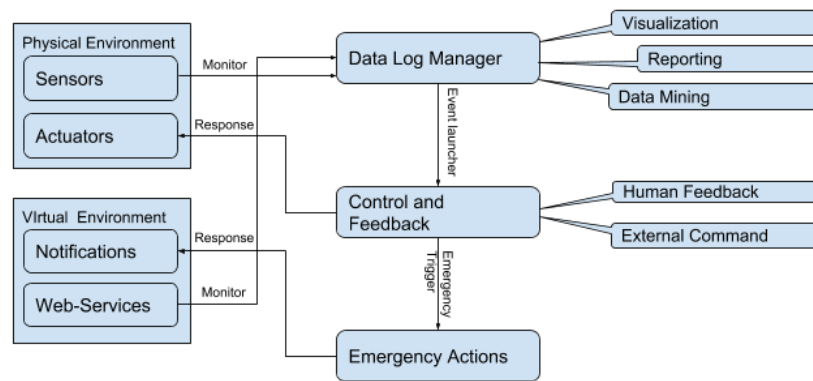 Physical Environment
Sensors
Actuators
VIrtual Environment
Notifications
Web-Services
Monitor
Response
Response
Monitor
Data Log Manager
Event launcher
Control and
Feedback
Emergency
Trigger
Emergency Actions
Visualization
Reporting
Data Mining
Human Feedback
External Command